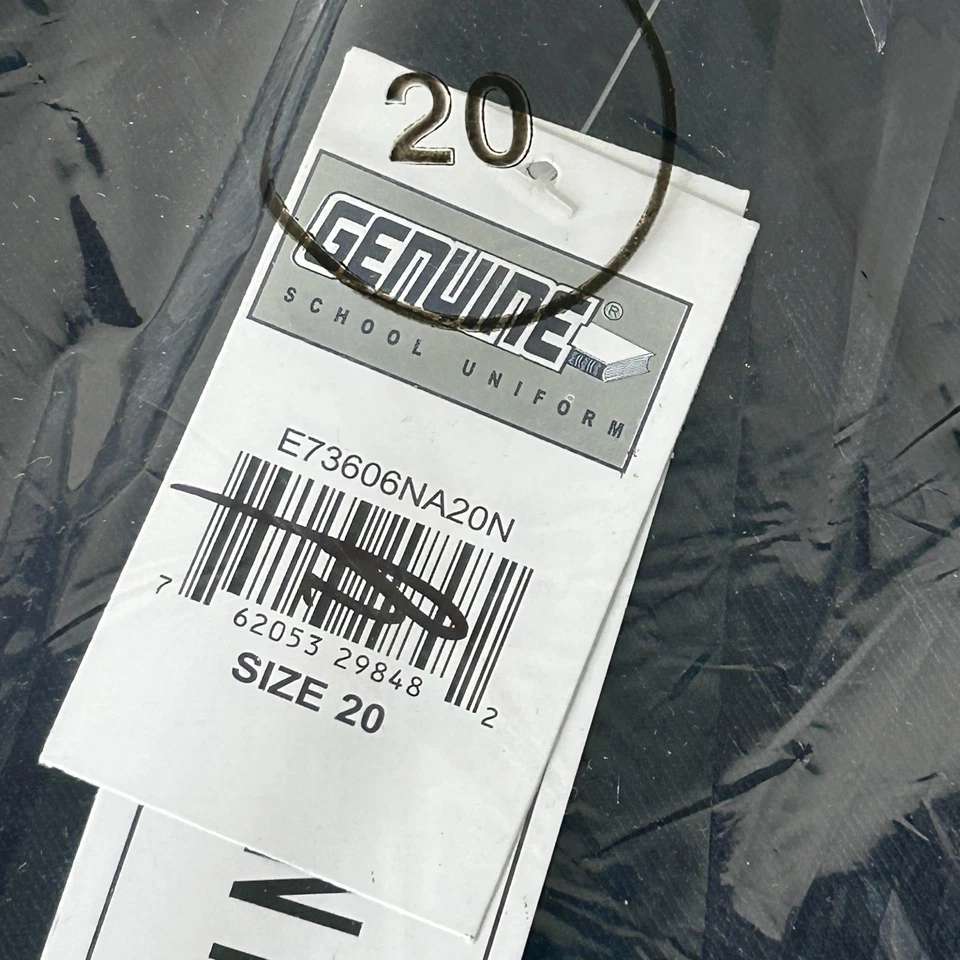 20
GENUINE®
SCHOOL UNIFORM
E73606NA20N
7 62053 29848 2
SIZE 20